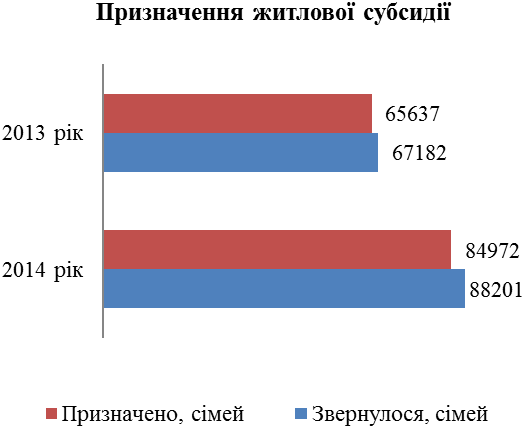 Призначення житлової субсидії
2013 рік
65637
67182
2014 рік
84972
88201
Призначено, сімей
Звернулося, сімей